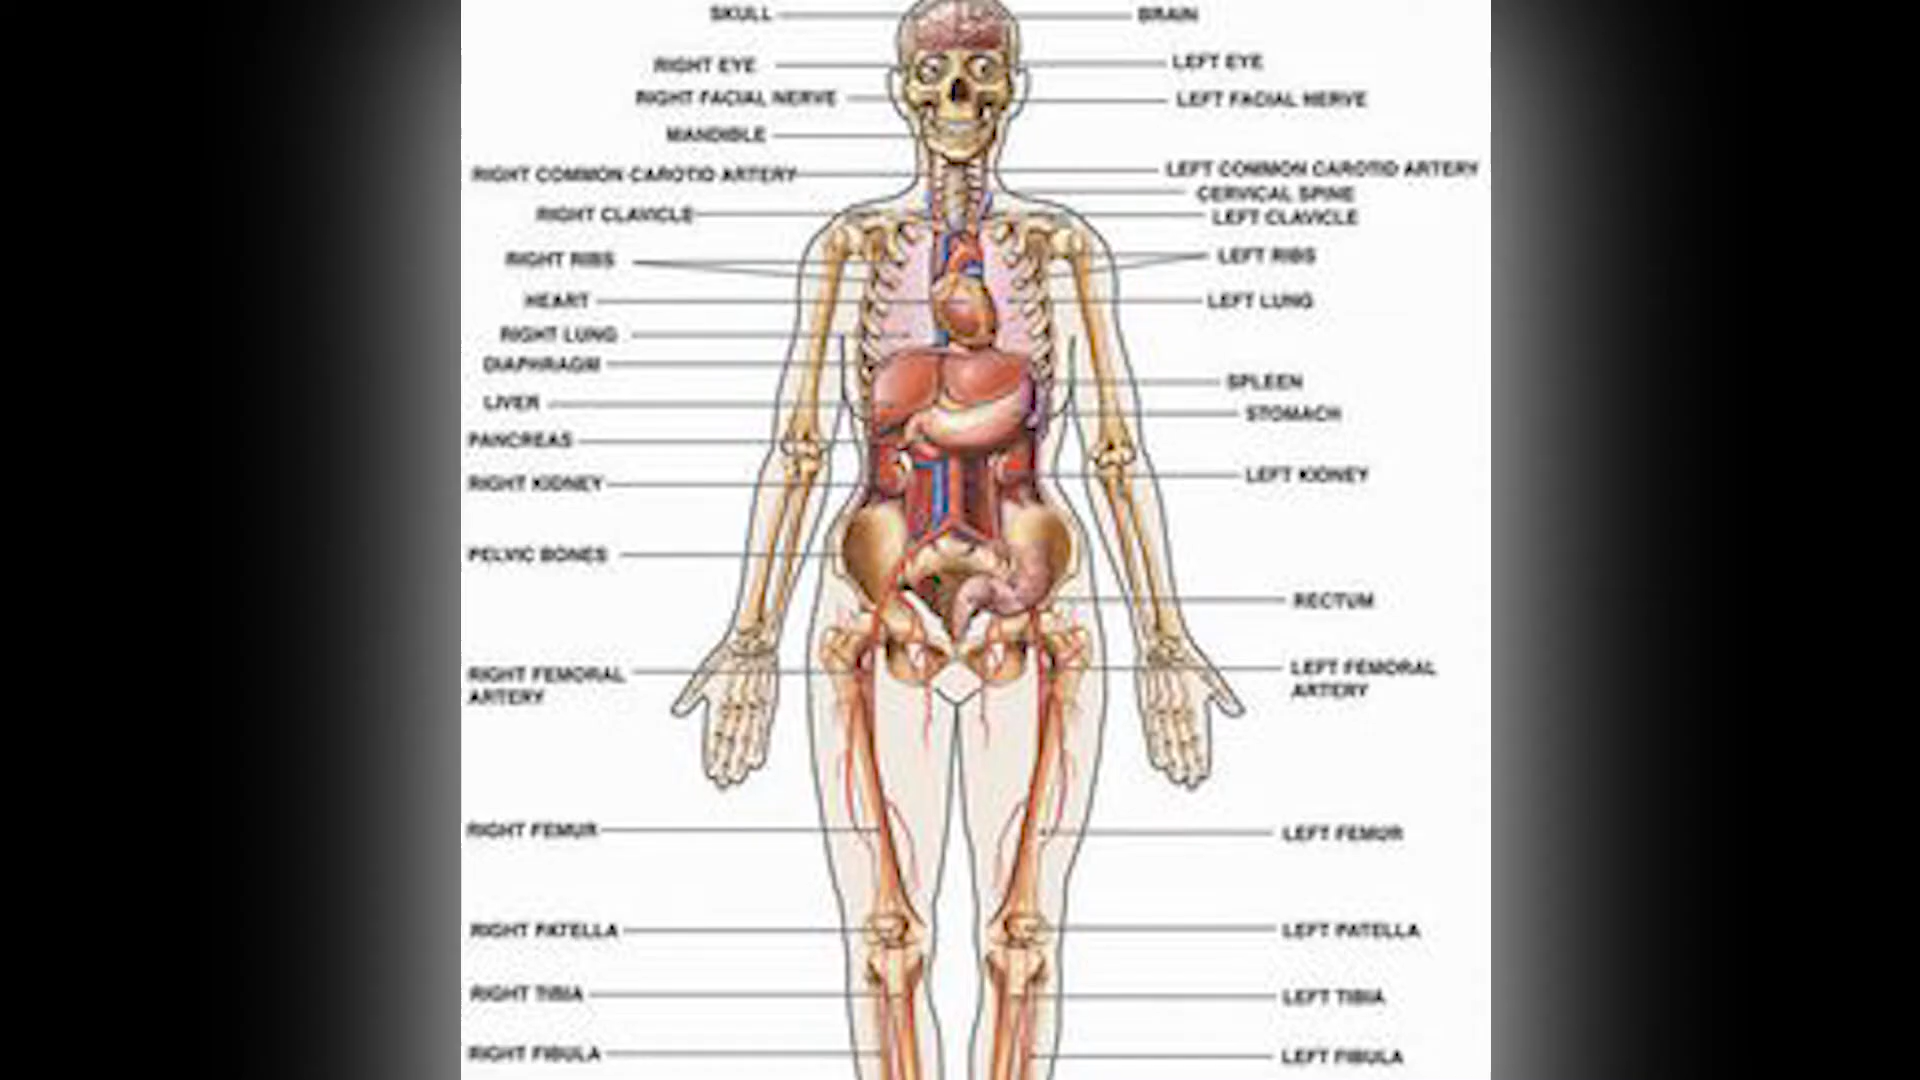 SKULL
RIGHT EYE
RIGHT FACIAL NERVE
MANDIBLE
RIGHT COMMON CAROTID ARTERY
RIGHT CLAVICLE
RIGHT RIBS
HEART
RIGHT LUNG
DIAPHRAGM
LIVER
PANCREAS
RIGHT KIDNEY
PELVIC BONES
RIGHT FEMORAL
ARTERY
RIGHT FEMUR
RIGHT PATELLA
RIGHT TIBIA
RIGHT FIBULA
BRAIN
LEFT EYE
LEFT FACIAL NERVE
LEFT COMMON CAROTID ARTERY
CERVICAL SPINE
LEFT CLAVICLE
LEFT RIBS
LEFT LUNG
SPLEEN
STOMACH
LEFT KIDNEY
RECTUM
LEFT FEMORAL
ARTERY
LEFT FEMUR
LEFT PATELLA
LEFT TIBIA
LEFT FIBULA